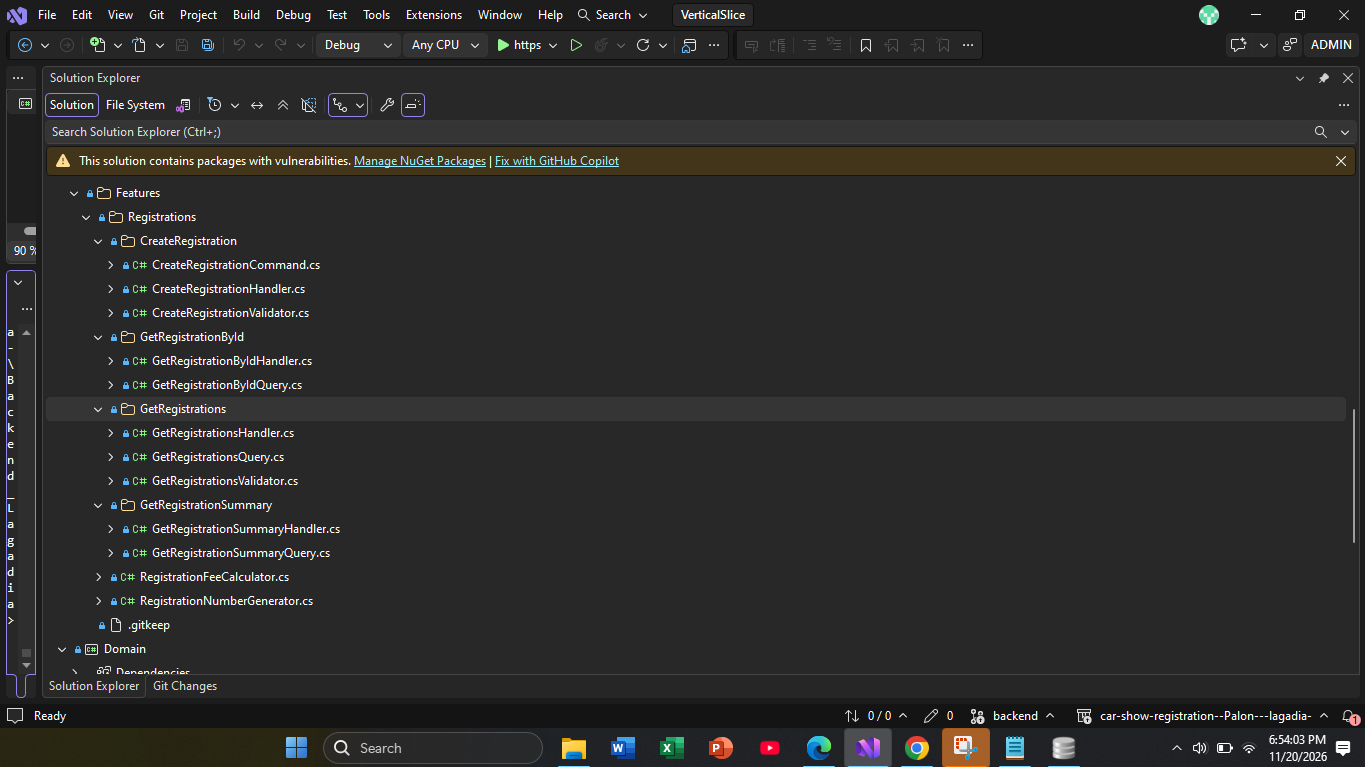 File Edit View Git Project Build Debug Test Tools Extensions Window Help Search VerticalSlice
Debug Any CPU https ADMIN
Solution Explorer
Solution File System
Search Solution Explorer (Ctrl+;)
This solution contains packages with vulnerabilities. Manage NuGet Packages | Fix with GitHub Copilot
Features
Registrations
CreateRegistration
C# CreateRegistrationCommand.cs
C# CreateRegistrationHandler.cs
C# CreateRegistrationValidator.cs
GetRegistrationById
C# GetRegistrationByIdHandler.cs
C# GetRegistrationByIdQuery.cs
GetRegistrations
C# GetRegistrationsHandler.cs
C# GetRegistrationsQuery.cs
C# GetRegistrationsValidator.cs
GetRegistrationSummary
C# GetRegistrationSummaryHandler.cs
C# GetRegistrationSummaryQuery.cs
C# RegistrationFeeCalculator.cs
C# RegistrationNumberGenerator.cs
.gitkeep
Domain
Dependencies
90 %
a
-
\
B
a
c
k
e
n
d
_
L
a
g
a
d
i
a
>
Solution Explorer Git Changes
Ready 0 / 0 0 backend car-show-registration--Palon---lagadia- 1
Search
6:54:03 PM
11/20/2026